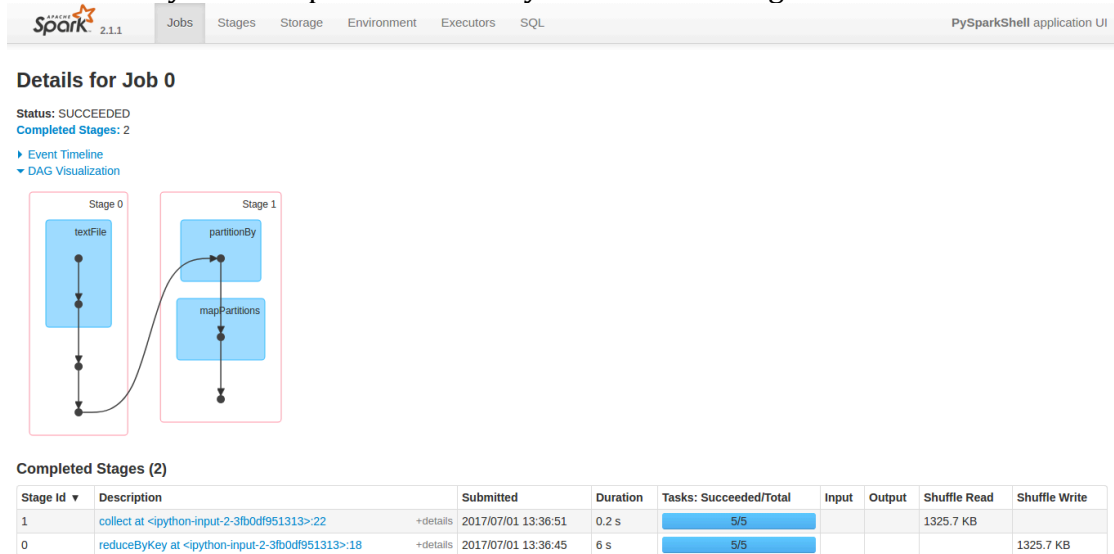 APACHE
Spark 2.1.1 Jobs Stages Storage Environment Executors SQL PySparkShell application UI
Details for Job 0
Status: SUCCEEDED
Completed Stages: 2
Event Timeline
DAG Visualization
Stage 0 Stage 1
textFile partitionBy
mapPartitions
Completed Stages (2)
Stage Id ▾ Description Submitted Duration Tasks: Succeeded/Total Input Output Shuffle Read Shuffle Write
1 collect at <ipython-input-2-3fb0df951313>:22 +details 2017/07/01 13:36:51 0.2 s 5/5 1325.7 KB
0 reduceByKey at <ipython-input-2-3fb0df951313>:18 +details 2017/07/01 13:36:45 6 s 5/5 1325.7 KB